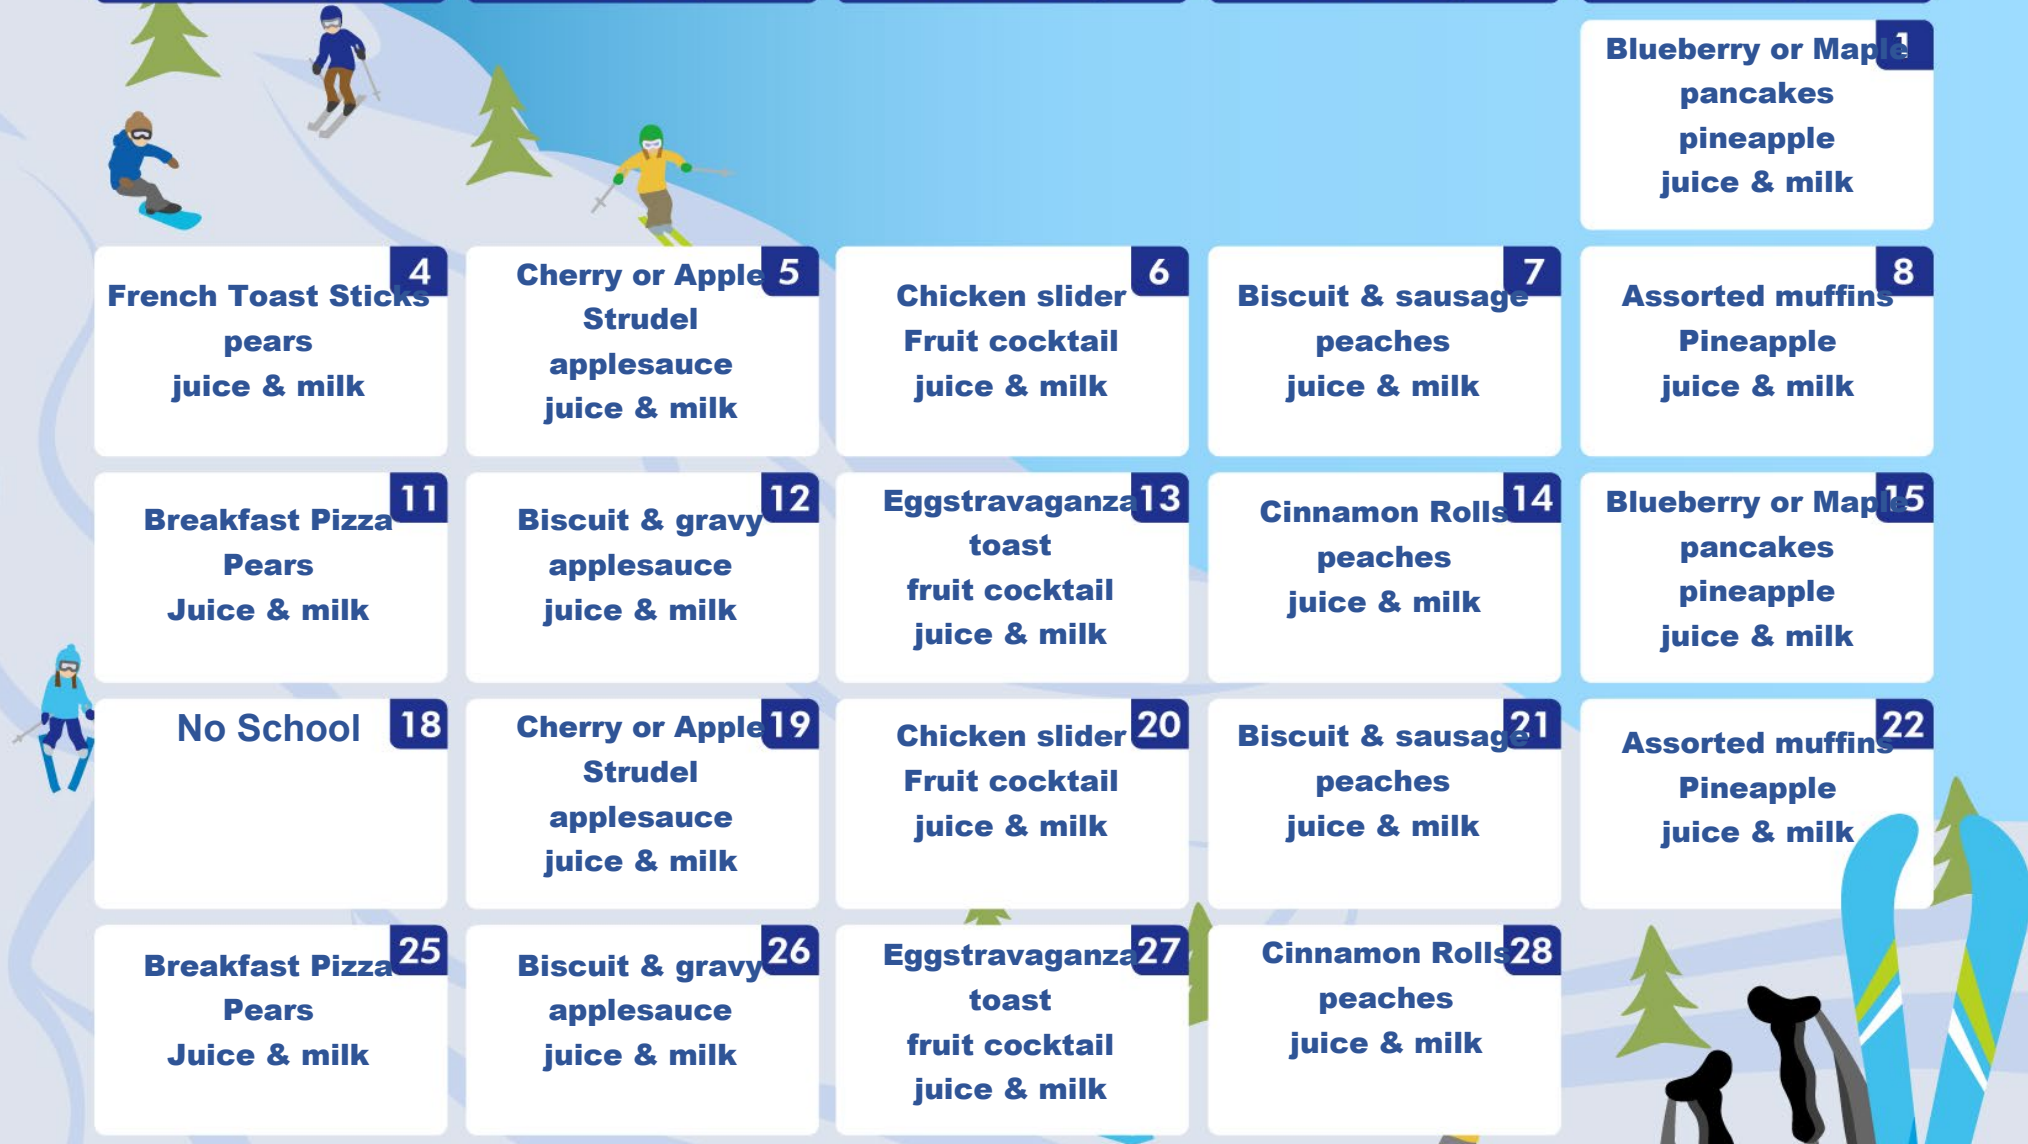 1
Blueberry or Maple
pancakes
pineapple
juice & milk
4
French Toast Sticks
pears
juice & milk
5
Cherry or Apple
Strudel
applesauce
juice & milk
6
Chicken slider
Fruit cocktail
juice & milk
7
Biscuit & sausage
peaches
juice & milk
8
Assorted muffins
Pineapple
juice & milk
11
Breakfast Pizza
Pears
Juice & milk
12
Biscuit & gravy
applesauce
juice & milk
13
Eggstravaganza
toast
fruit cocktail
juice & milk
14
Cinnamon Rolls
peaches
juice & milk
15
Blueberry or Maple
pancakes
pineapple
juice & milk
18
No School
19
Cherry or Apple
Strudel
applesauce
juice & milk
20
Chicken slider
Fruit cocktail
juice & milk
21
Biscuit & sausage
peaches
juice & milk
22
Assorted muffins
Pineapple
juice & milk
25
Breakfast Pizza
Pears
Juice & milk
26
Biscuit & gravy
applesauce
juice & milk
27
Eggstravaganza
toast
fruit cocktail
juice & milk
28
Cinnamon Rolls
peaches
juice & milk